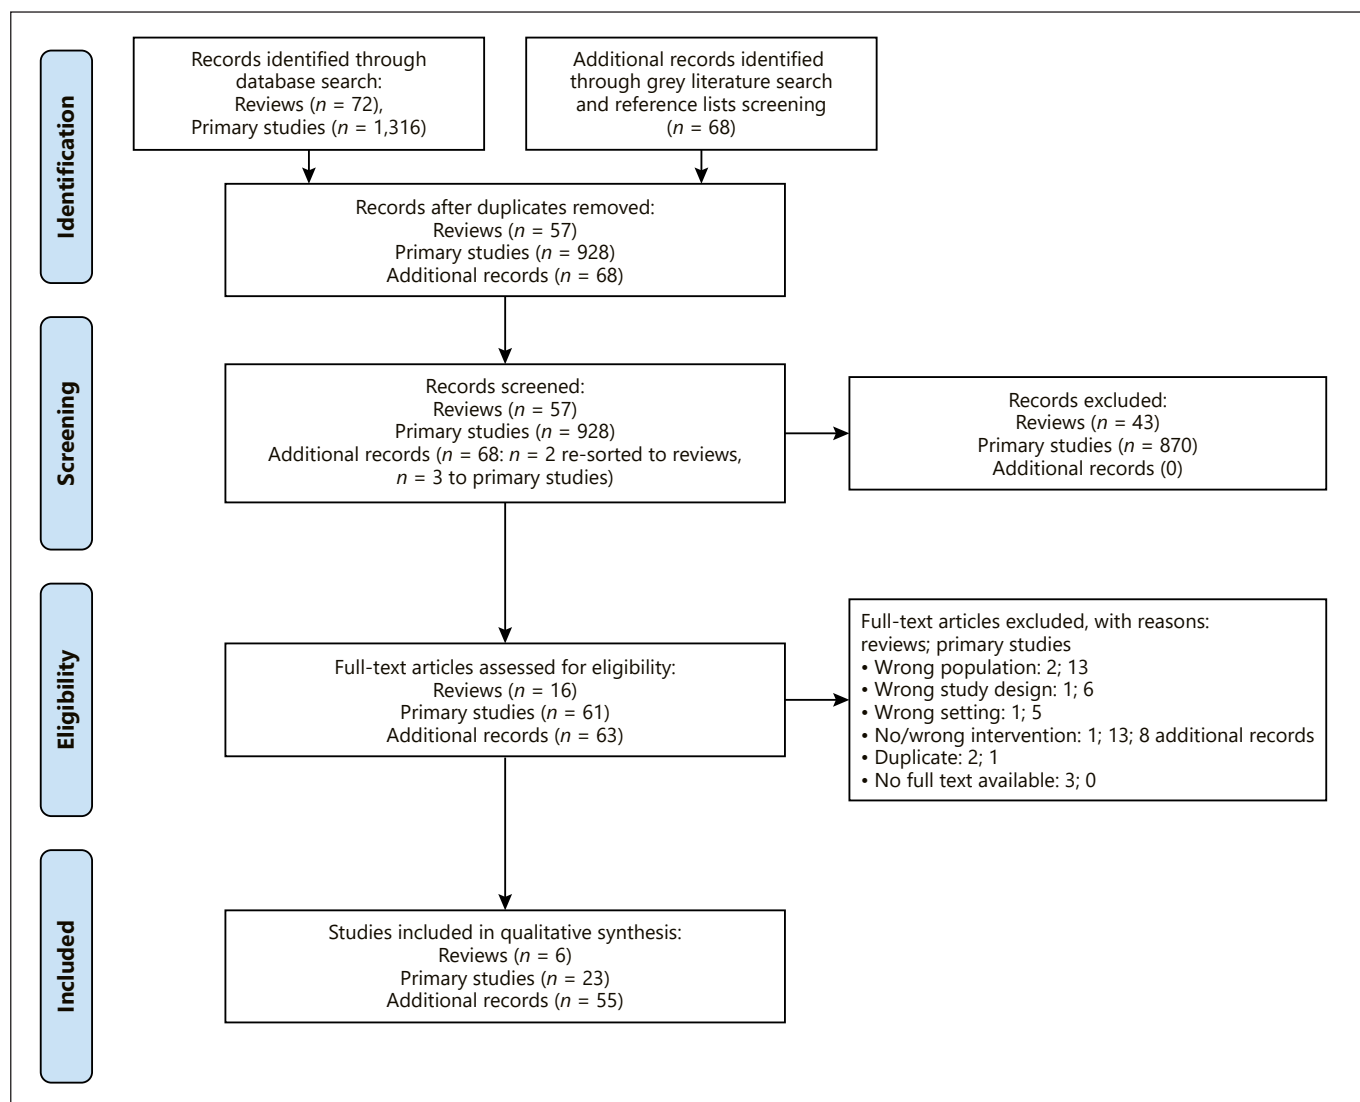 Identification
Records identified through
database search:
Reviews (n = 72),
Primary studies (n = 1,316)
Additional records identified
through grey literature search
and reference lists screening
(n = 68)
Records after duplicates removed:
Reviews (n = 57)
Primary studies (n = 928)
Additional records (n = 68)
Screening
Records screened:
Reviews (n = 57)
Primary studies (n = 928)
Additional records (n = 68: n = 2 re-sorted to reviews,
n = 3 to primary studies)
Records excluded:
Reviews (n = 43)
Primary studies (n = 870)
Additional records (0)
Eligibility
Full-text articles assessed for eligibility:
Reviews (n = 16)
Primary studies (n = 61)
Additional records (n = 63)
Full-text articles excluded, with reasons:
reviews; primary studies
• Wrong population: 2; 13
• Wrong study design: 1; 6
• Wrong setting: 1; 5
• No/wrong intervention: 1; 13; 8 additional records
• Duplicate: 2; 1
• No full text available: 3; 0
Included
Studies included in qualitative synthesis:
Reviews (n = 6)
Primary studies (n = 23)
Additional records (n = 55)